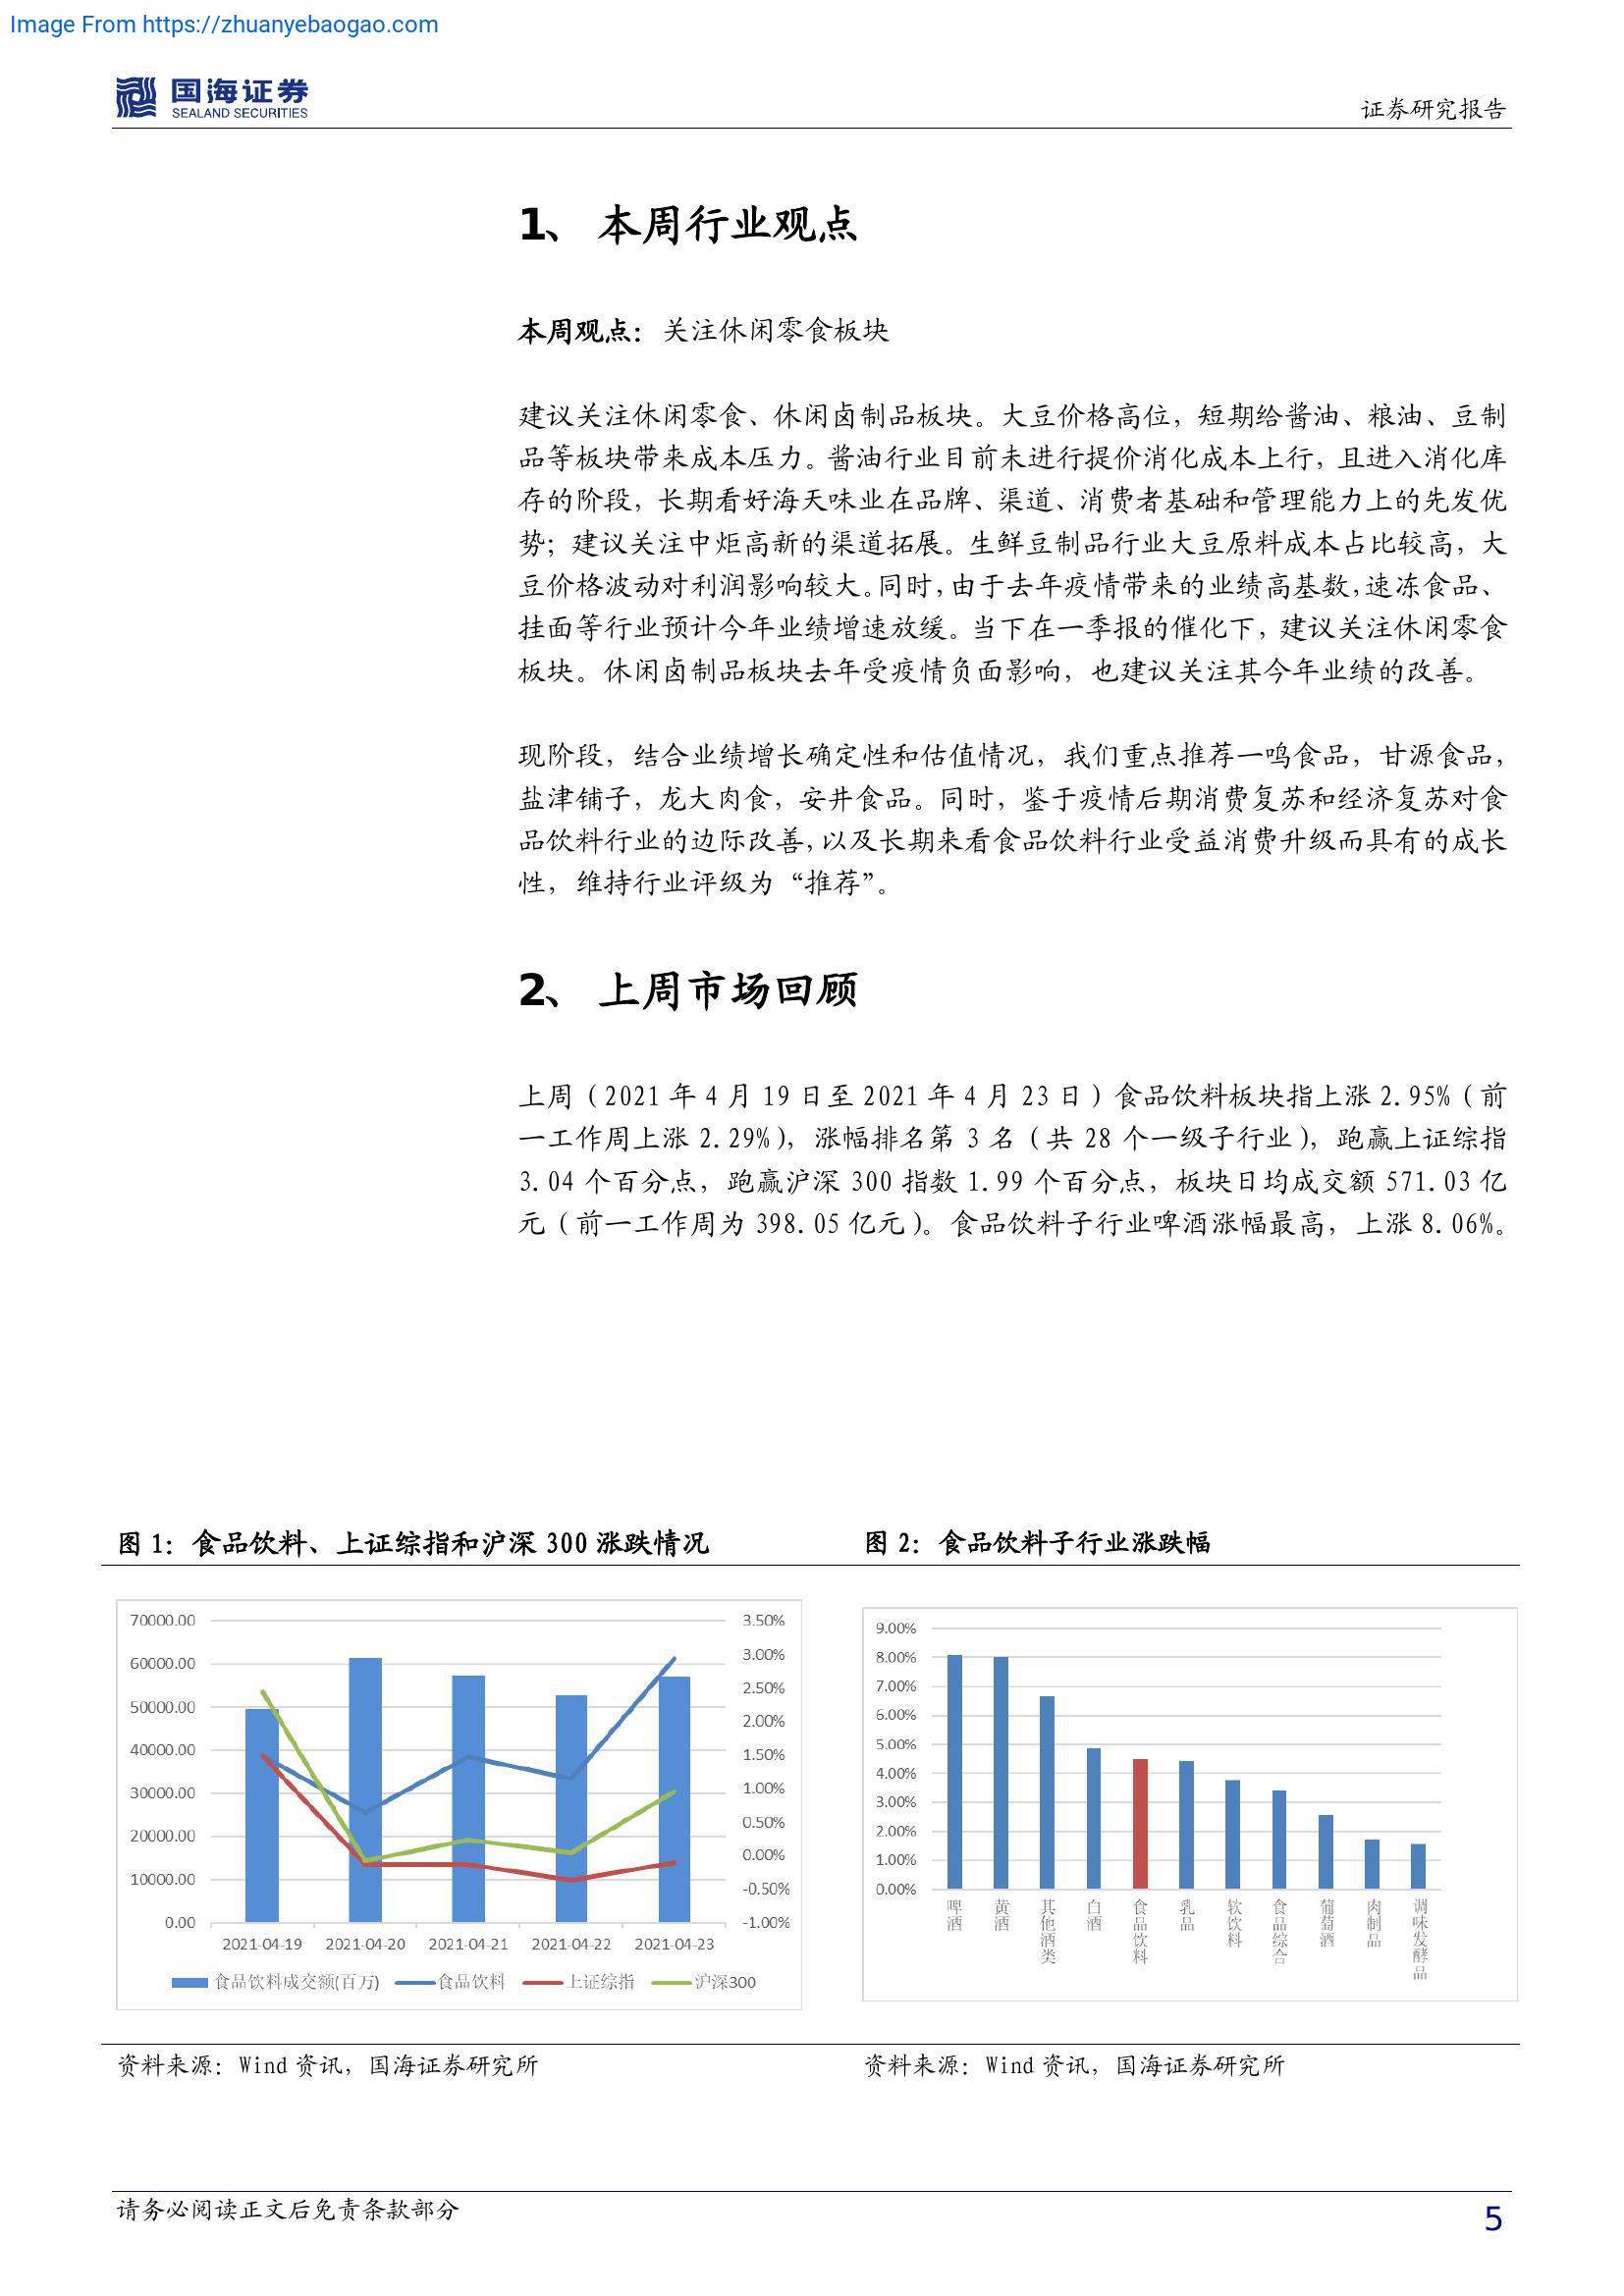 Image From https://zhuanyebaogao.com
国海证券
SEALAND SECURITIES
证券研究报告
1、 本周行业观点
本周观点：关注休闲零食板块
建议关注休闲零食、休闲卤制品板块。大豆价格高位，短期给酱油、粮油、豆制
品等板块带来成本压力。酱油行业目前未进行提价消化成本上行，且进入消化库
存的阶段，长期看好海天味业在品牌、渠道、消费者基础和管理能力上的先发优
势；建议关注中炬高新的渠道拓展。生鲜豆制品行业大豆原料成本占比较高，大
豆价格波动对利润影响较大。同时，由于去年疫情带来的业绩高基数，速冻食品、
挂面等行业预计今年业绩增速放缓。当下在一季报的催化下，建议关注休闲零食
板块。休闲卤制品板块去年受疫情负面影响，也建议关注其今年业绩的改善。
现阶段，结合业绩增长确定性和估值情况，我们重点推荐一鸣食品，甘源食品，
盐津铺子，龙大肉食，安井食品。同时，鉴于疫情后期消费复苏和经济复苏对食
品饮料行业的边际改善，以及长期来看食品饮料行业受益消费升级而具有的成长
性，维持行业评级为“推荐”。
2、 上周市场回顾
上周（2021 年 4 月 19 日至 2021 年 4 月 23 日）食品饮料板块指上涨 2.95%（前
一工作周上涨 2.29%），涨幅排名第 3 名（共 28 个一级子行业），跑赢上证综指
3.04 个百分点，跑赢沪深 300 指数 1.99 个百分点，板块日均成交额 571.03 亿
元（前一工作周为 398.05 亿元）。食品饮料子行业啤酒涨幅最高，上涨 8.06%。
图 1：食品饮料、上证综指和沪深 300 涨跌情况
70000.00
60000.00
50000.00
40000.00
30000.00
20000.00
10000.00
0.00
3.50%
3.00%
2.50%
2.00%
1.50%
1.00%
0.50%
0.00%
-0.50%
-1.00%
2021-04-19 2021-04-20 2021-04-21 2021-04-22 2021-04-23
食品饮料成交额(百万) 食品饮料 上证综指 沪深300
资料来源：Wind 资讯，国海证券研究所
图 2：食品饮料子行业涨跌幅
9.00%
8.00%
7.00%
6.00%
5.00%
4.00%
3.00%
2.00%
1.00%
0.00%
啤酒
黄酒
其他酒类
白酒
食品饮料
乳品
软饮料
食品综合
葡萄酒
肉制品
调味发酵品
资料来源：Wind 资讯，国海证券研究所
请务必阅读正文后免责条款部分
5